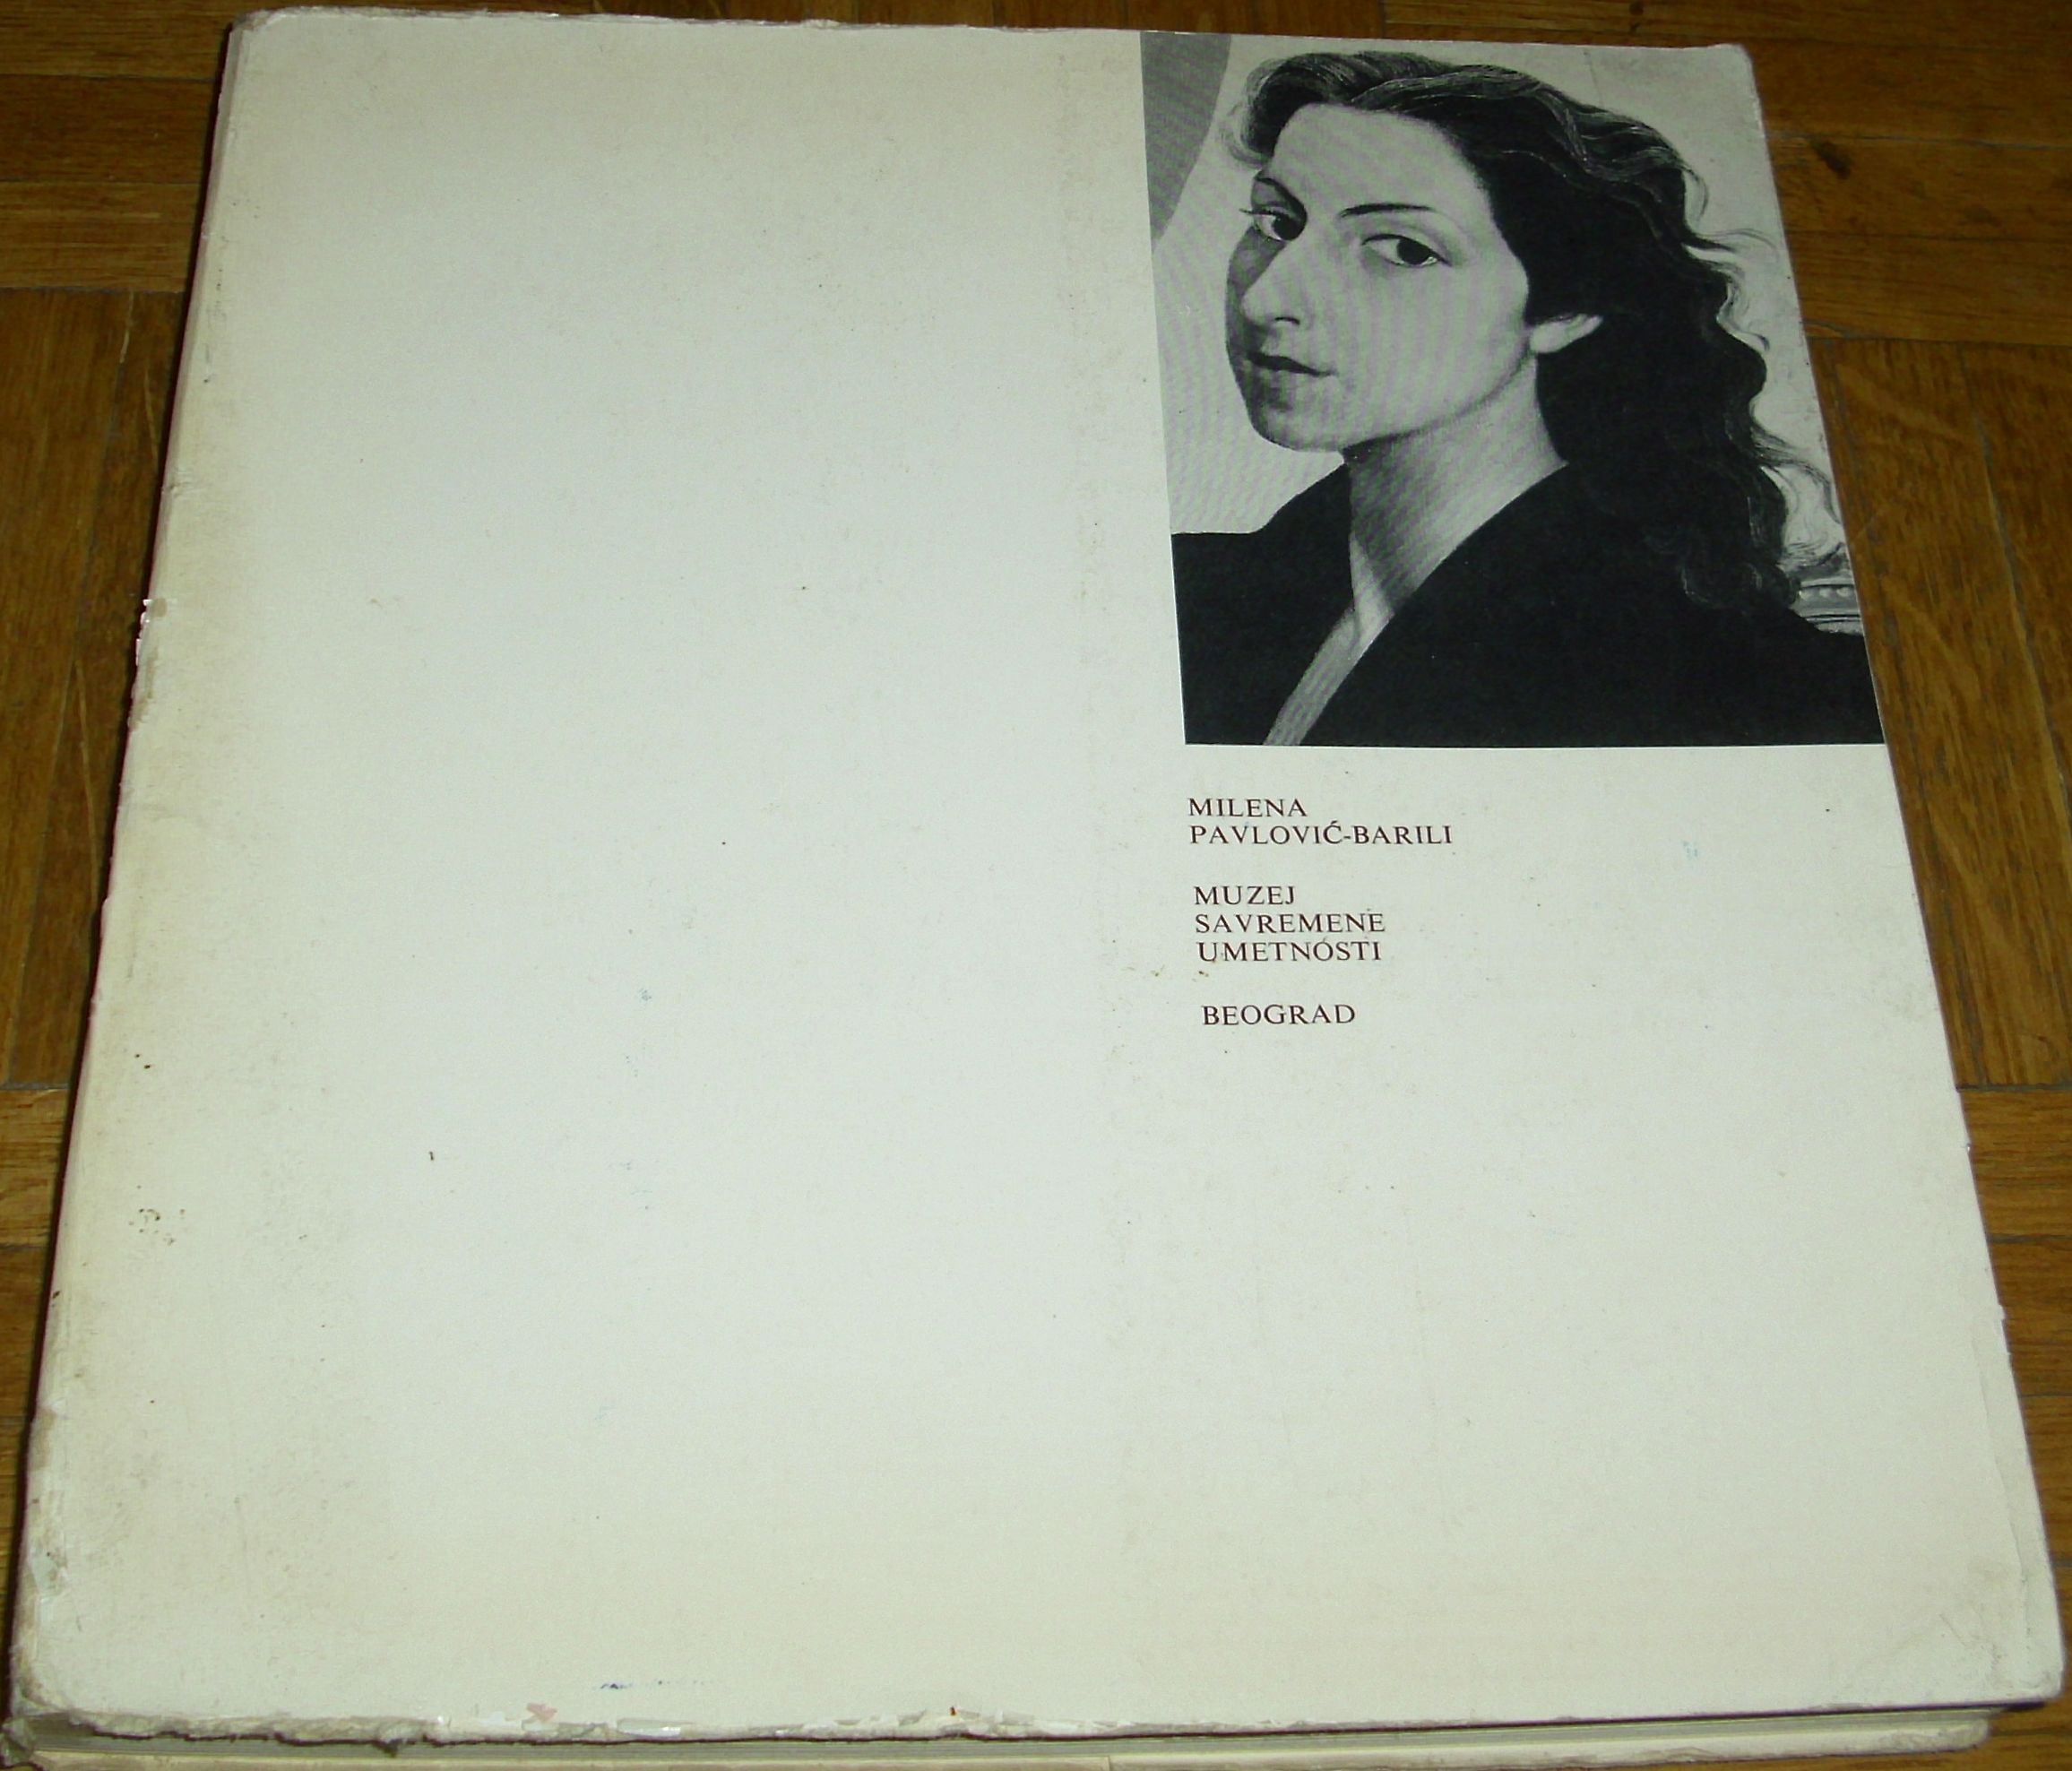 MILENA
PAVLOVIĆ-BARILI
MUZEJ
SAVREMENE
UMETNOSTI
BEOGRAD